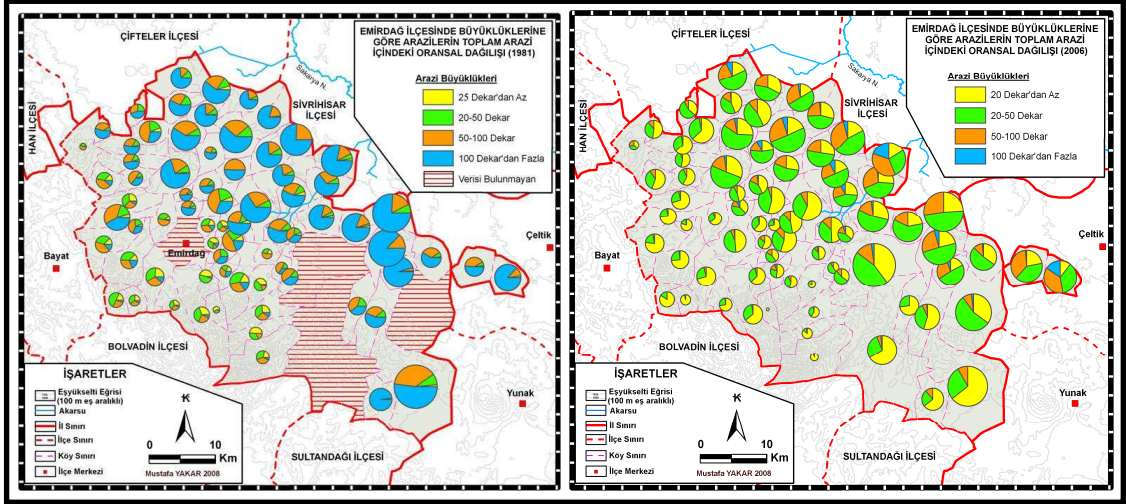 EMİRDAĞ İLÇESİNDE BÜYÜKLÜKLERİNE
GÖRE ARAZİLERİN TOPLAM ARAZİ
İÇİNDEKİ ORANSAL DAĞILIŞI (1981)
Arazi Büyüklükleri
25 Dekar'dan Az
20-50 Dekar
50-100 Dekar
100 Dekar'dan Fazla
Verisi Bulunmayan
ÇİFTELER İLÇESİ
Sakarya N.
SİVRİHİSAR
İLÇESİ
HAN İLÇESİ
Emirdağ
Bayat
Çeltik
BOLVADİN İLÇESİ
Yunak
SULTANDAĞI İLÇESİ
İŞARETLER
Eşyükselti Eğrisi
(100 m eş aralıklı)
Akarsu
İl Sınırı
İlçe Sınırı
Köy Sınırı
İlçe Merkezi
K
0 10
Km
Mustafa YAKAR 2008
EMİRDAĞ İLÇESİNDE BÜYÜKLÜKLERİNE
GÖRE ARAZİLERİN TOPLAM ARAZİ
İÇİNDEKİ ORANSAL DAĞILIŞI (2006)
Arazi Büyüklükleri
20 Dekar'dan Az
20-50 Dekar
50-100 Dekar
100 Dekar'dan Fazla
ÇİFTELER İLÇESİ
Sakarya N.
SİVRİHİSAR
İLÇESİ
HAN İLÇESİ
Bayat
Çeltik
BOLVADİN İLÇESİ
Yunak
SULTANDAĞI İLÇESİ
İŞARETLER
Eşyükselti Eğrisi
(100 m eş aralıklı)
Akarsu
İl Sınırı
İlçe Sınırı
Köy Sınırı
İlçe Merkezi
K
0 10
Km
Mustafa YAKAR 2008